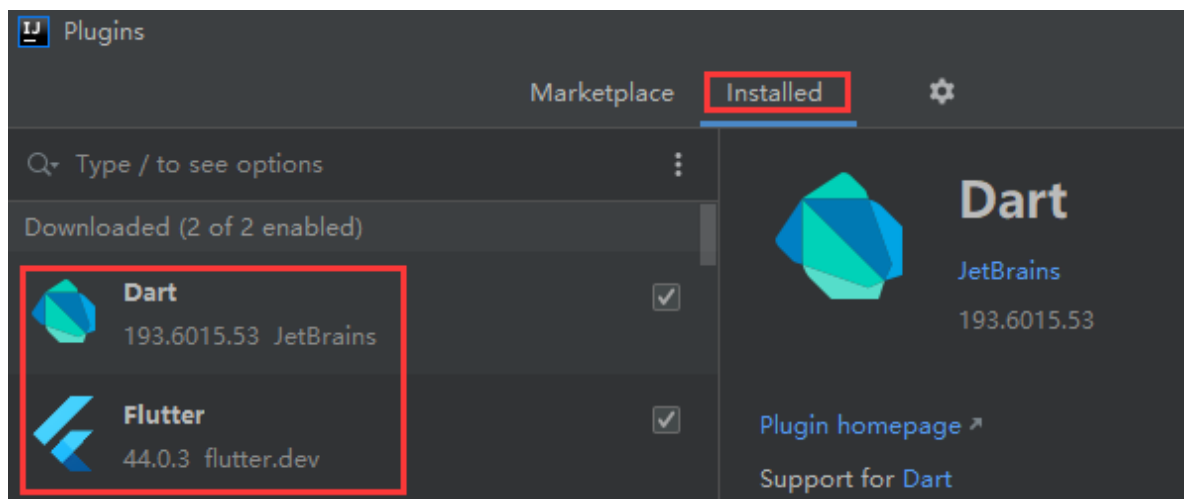 IJ Plugins
Marketplace Installed
Type / to see options
Downloaded (2 of 2 enabled)
Dart
193.6015.53 JetBrains
Flutter
44.0.3 flutter.dev
Dart
JetBrains
193.6015.53
Plugin homepage ↗
Support for Dart